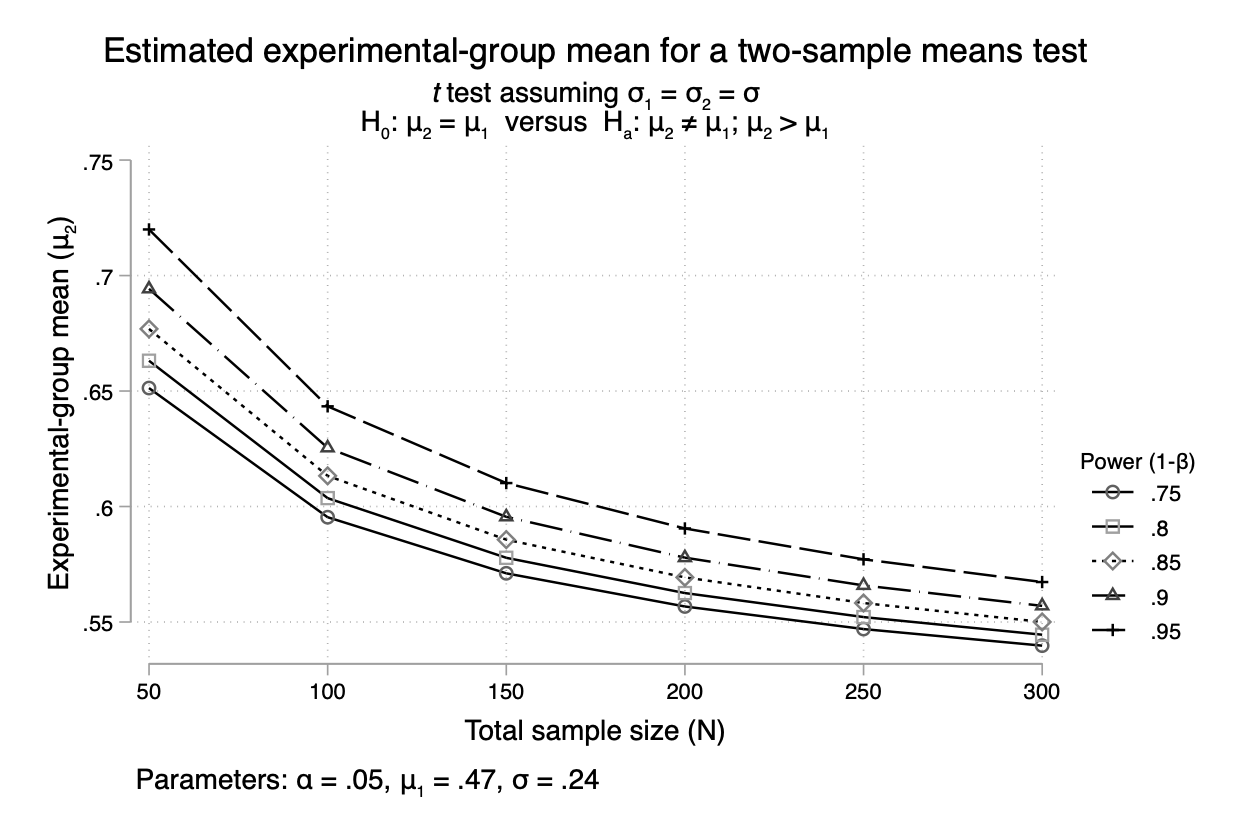 Estimated experimental-group mean for a two-sample means test
t test assuming σ₁ = σ₂ = σ
H₀: μ₂ = μ₁ versus Hₐ: μ₂ ≠ μ₁; μ₂ > μ₁
Experimental-group mean (μ₂)
.75
.7
.65
.6
.55
50 100 150 200 250 300
Total sample size (N)
Power (1-β)
.75
.8
.85
.9
.95
Parameters: α = .05, μ₁ = .47, σ = .24